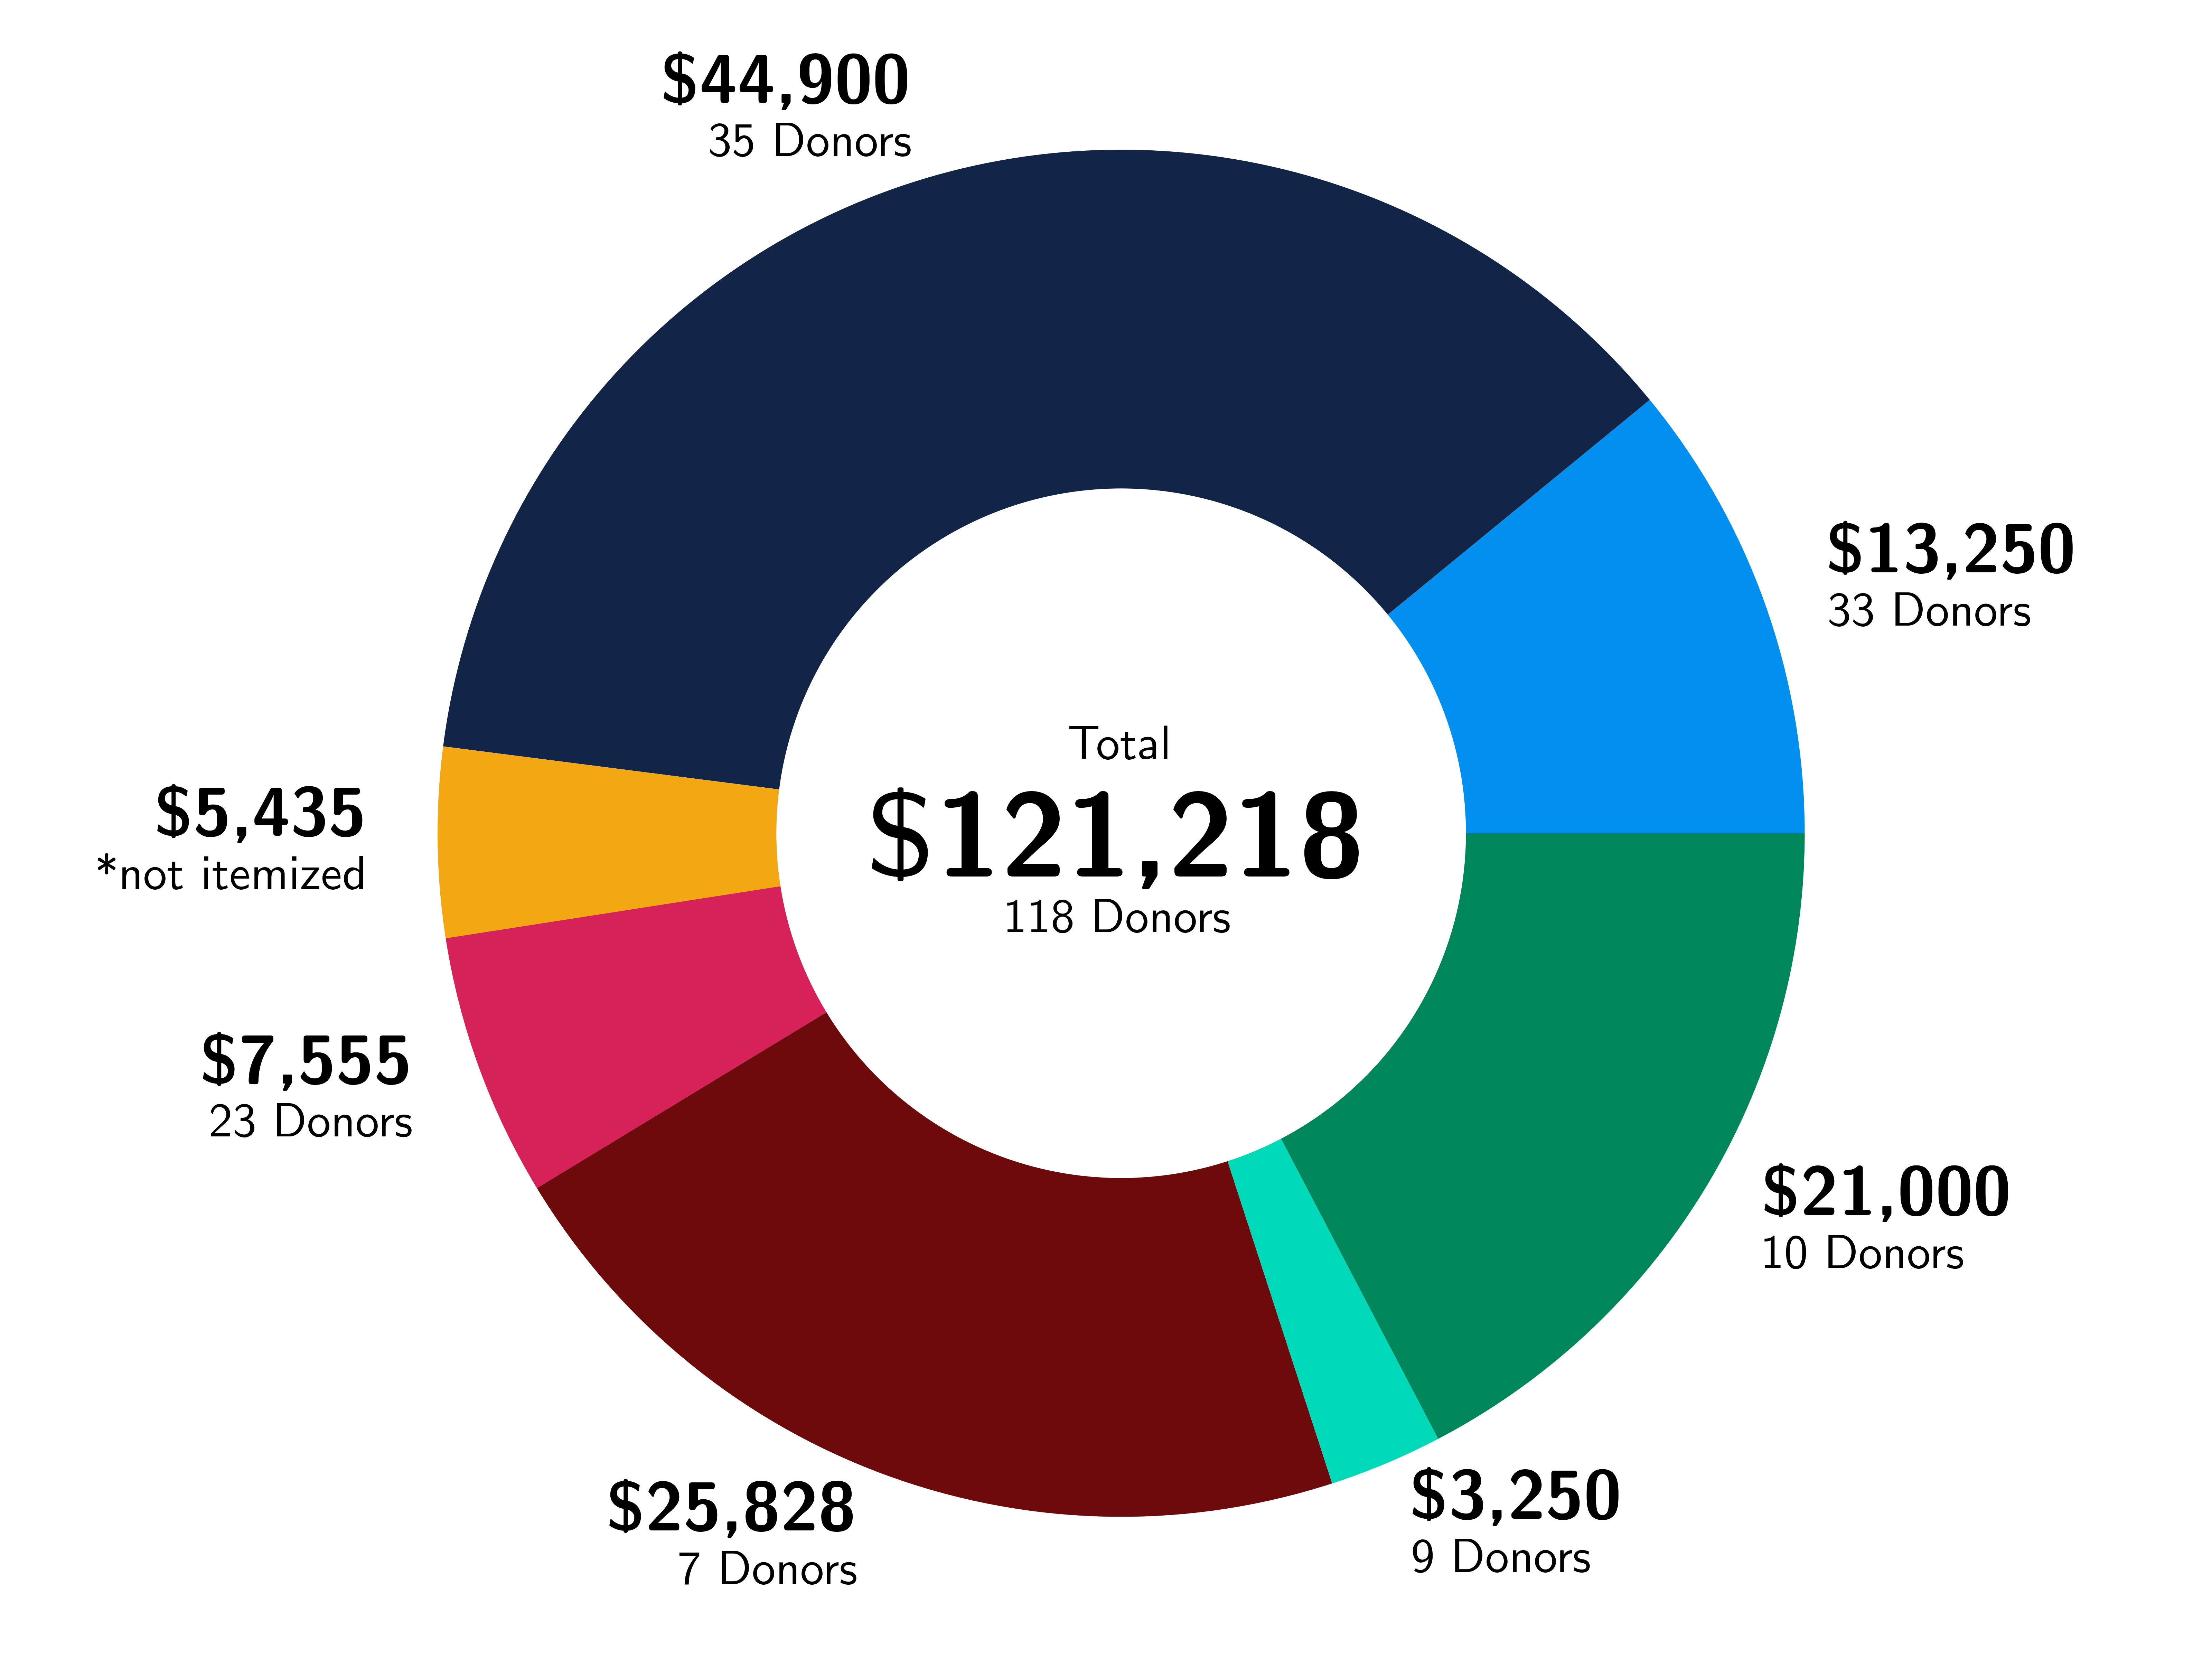 $44,900
35 Donors
$13,250
33 Donors
Total
$121,218
118 Donors
$5,435
*not itemized
$7,555
23 Donors
$21,000
10 Donors
$25,828
7 Donors
$3,250
9 Donors